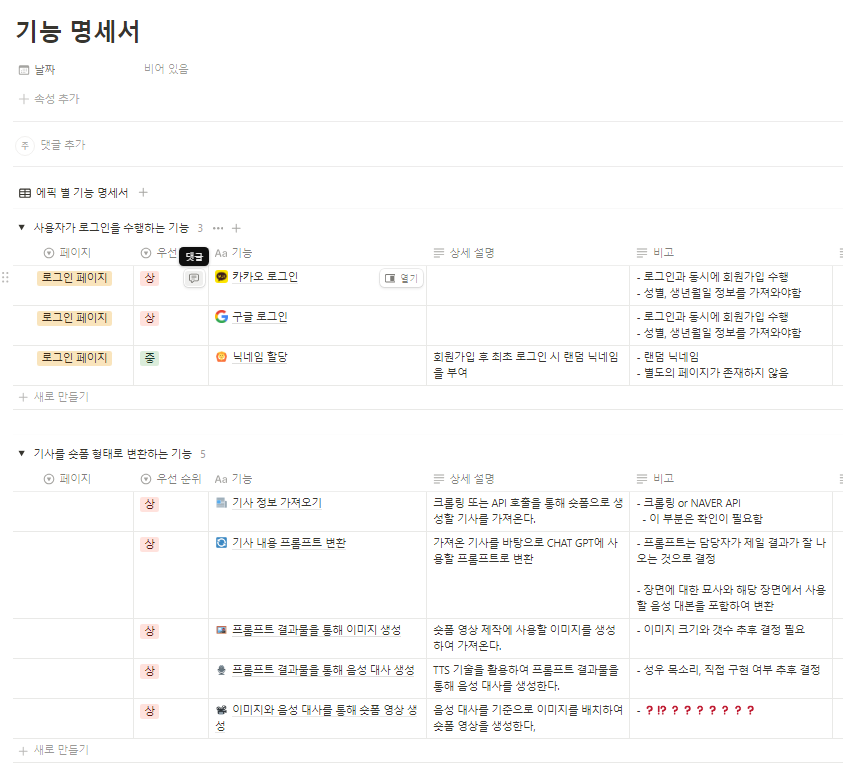 기능 명세서
날짜 비어 있음
속성 추가
주 댓글 추가
에픽 별 기능 명세서
사용자가 로그인을 수행하는 기능 3
페이지 우선 댓글 Aa 기능 상세 설명 비고
로그인 페이지 상 카카오 로그인 열기 - 로그인과 동시에 회원가입 수행
- 성별, 생년월일 정보를 가져와야함
로그인 페이지 상 구글 로그인 - 로그인과 동시에 회원가입 수행
- 성별, 생년월일 정보를 가져와야함
로그인 페이지 중 닉네임 할당 회원가입 후 최초 로그인 시 랜덤 닉네임 - 랜덤 닉네임
을 부여 - 별도의 페이지가 존재하지 않음
새로 만들기
기사를 숏폼 형태로 변환하는 기능 5
페이지 우선 순위 Aa 기능 상세 설명 비고
상 기사 정보 가져오기 크롤링 또는 API 호출을 통해 숏폼으로 생 - 크롤링 or NAVER API
성할 기사를 가져온다. - 이 부분은 확인이 필요함
상 기사 내용 프롬프트 변환 가져온 기사를 바탕으로 CHAT GPT에 사 - 프롬프트는 담당자가 제일 결과가 잘 나
용할 프롬프트로 변환 오는 것으로 결정
- 장면에 대한 묘사와 해당 장면에서 사용
할 음성 대본을 포함하여 변환
상 프롬프트 결과물을 통해 이미지 생성 숏폼 영상 제작에 사용할 이미지를 생성 - 이미지 크기와 갯수 추후 결정 필요
하여 가져온다.
상 프롬프트 결과물을 통해 음성 대사 생성 TTS 기술을 활용하여 프롬프트 결과물을 - 성우 목소리, 직접 구현 여부 추후 결정
통해 음성 대사를 생성한다.
상 이미지와 음성 대사를 통해 숏폼 영상 생 음성 대사를 기준으로 이미지를 배치하여 - ❓⁉❓❓❓❓❓❓❓❓
성 숏폼 영상을 생성한다,
새로 만들기